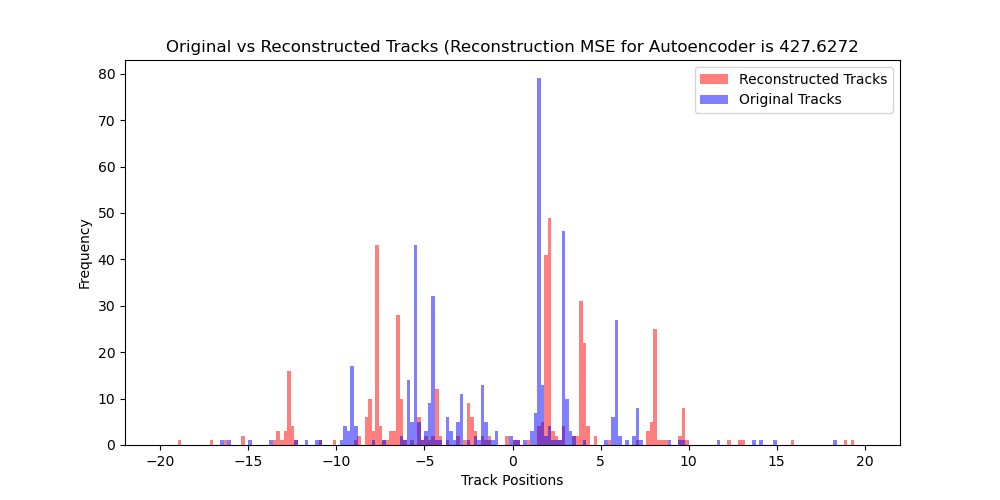 Original vs Reconstructed Tracks (Reconstruction MSE for Autoencoder is 427.6272
Reconstructed Tracks
Original Tracks
80
70
60
50
40
30
20
10
0
Frequency
−20 −15 −10 −5 0 5 10 15 20
Track Positions